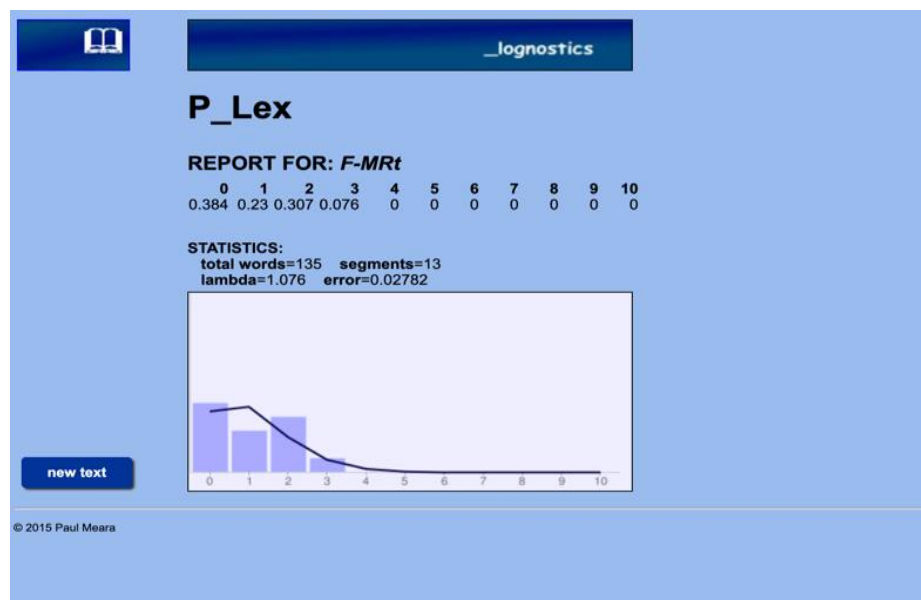 _lognostics
P_Lex
REPORT FOR: F-MRt
0 1 2 3 4 5 6 7 8 9 10
0.384 0.23 0.307 0.076 0 0 0 0 0 0 0
STATISTICS:
total words=135 segments=13
lambda=1.076 error=0.02782
0 1 2 3 4 5 6 7 8 9 10
new text
© 2015 Paul Meara